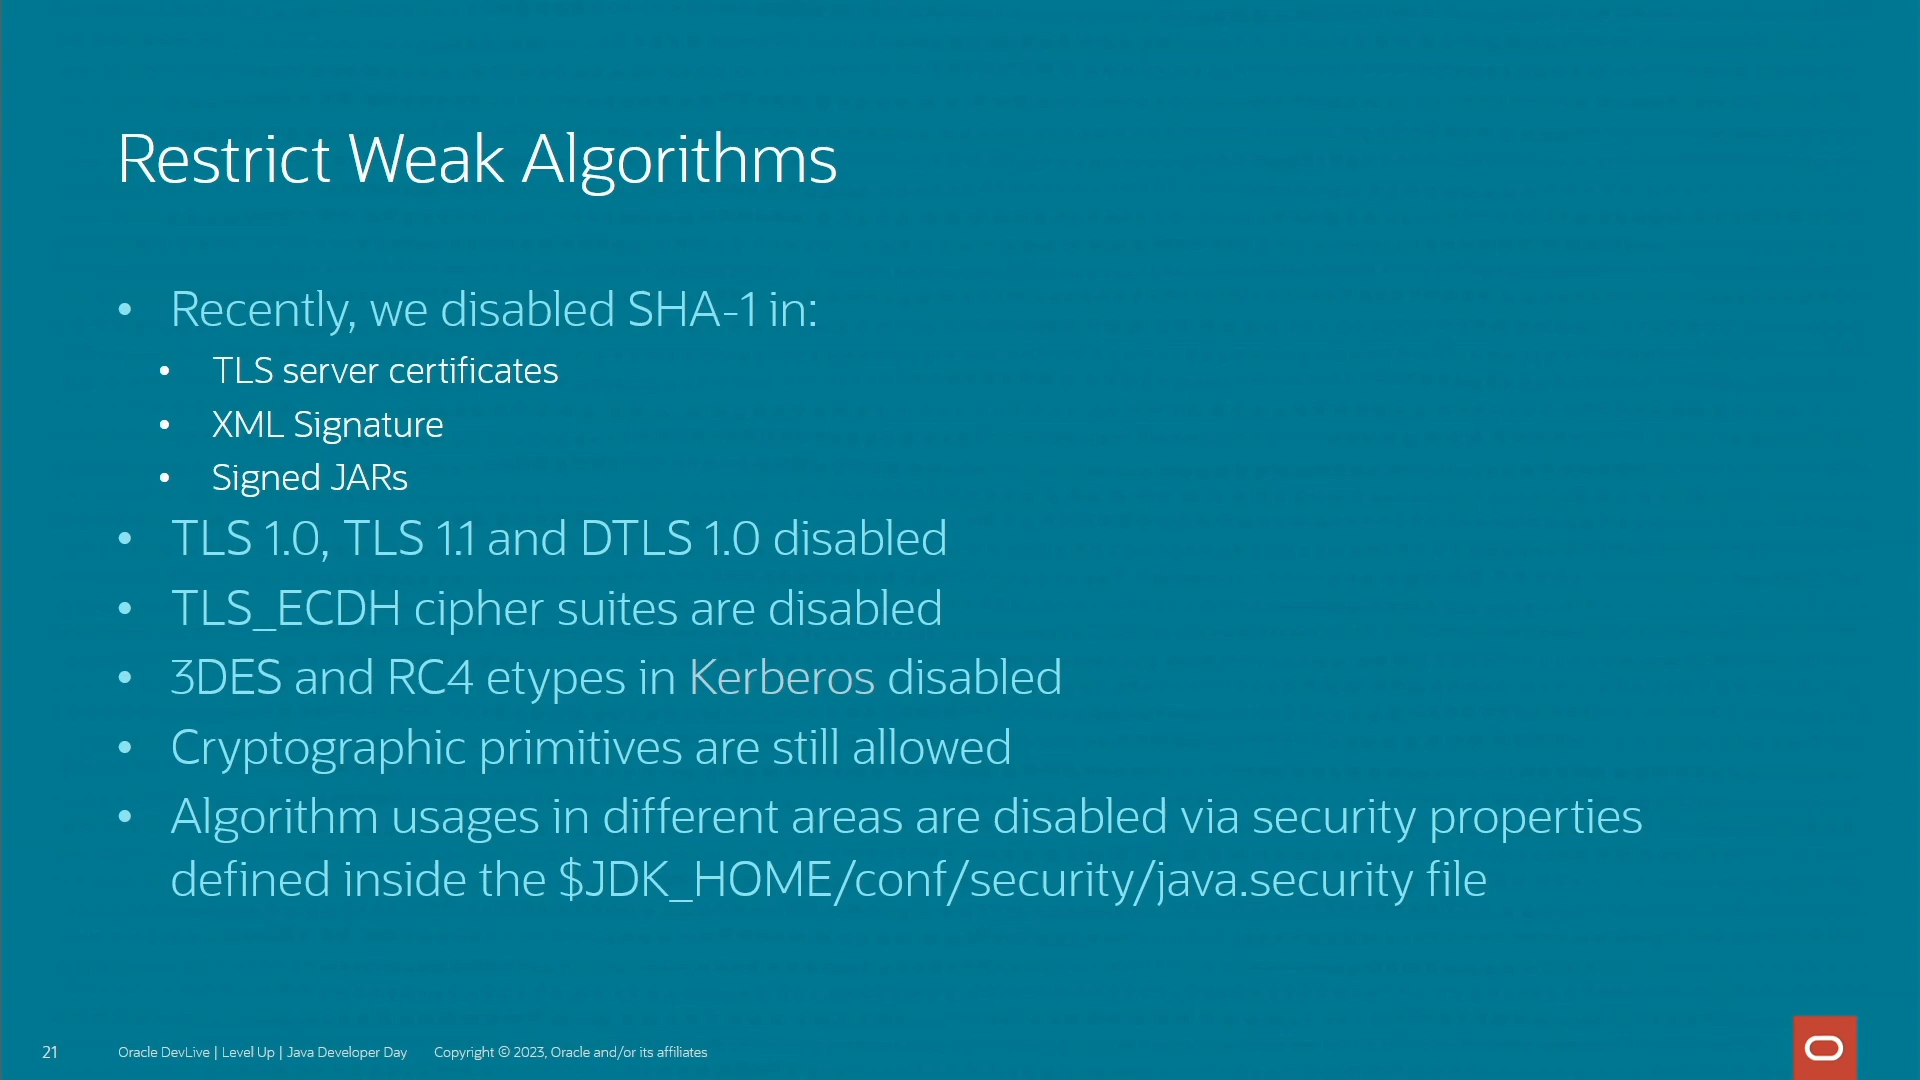 Restrict Weak Algorithms
• Recently, we disabled SHA-1 in:
• TLS server certificates
• XML Signature
• Signed JARs
• TLS 1.0, TLS 1.1 and DTLS 1.0 disabled
• TLS_ECDH cipher suites are disabled
• 3DES and RC4 etypes in Kerberos disabled
• Cryptographic primitives are still allowed
• Algorithm usages in different areas are disabled via security properties
defined inside the $JDK_HOME/conf/security/java.security file
21 Oracle DevLive | Level Up | Java Developer Day Copyright © 2023, Oracle and/or its affiliates